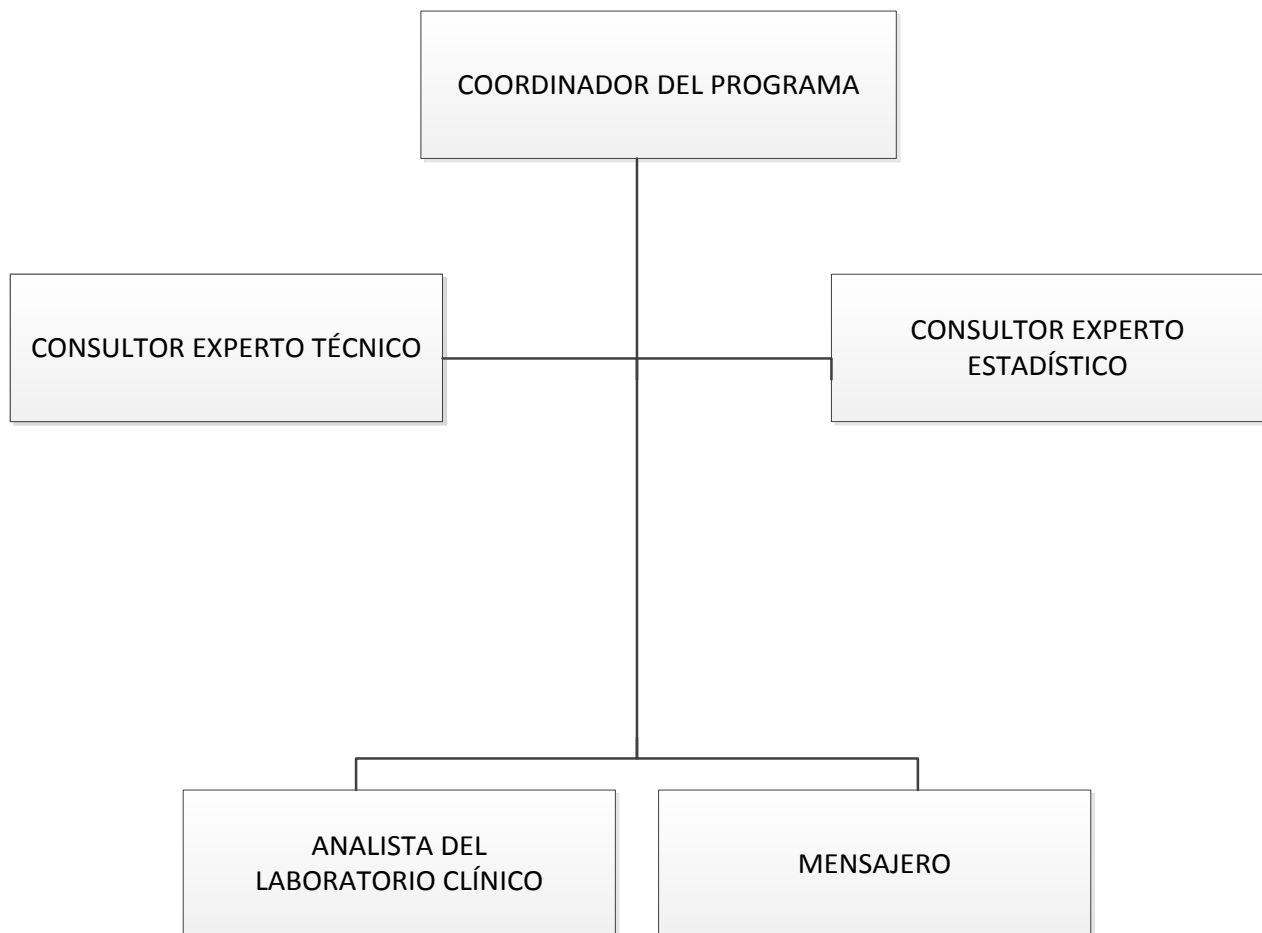 COORDINADOR DEL PROGRAMA
CONSULTOR EXPERTO TÉCNICO
CONSULTOR EXPERTO
ESTADÍSTICO
ANALISTA DEL
LABORATORIO CLÍNICO
MENSAJERO